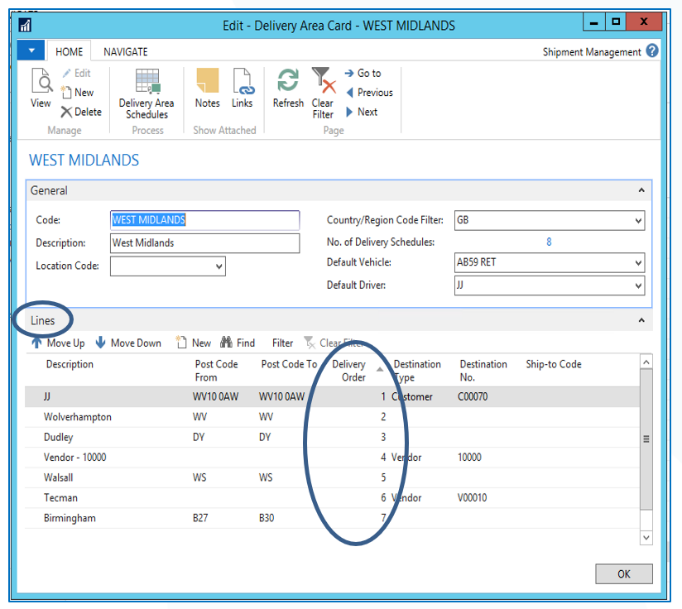 Edit - Delivery Area Card - WEST MIDLANDS
HOME NAVIGATE Shipment Management
View Edit New Delete Manage
Delivery Area Schedules Process
Notes Links Show Attached
Refresh Clear Filter Go to Previous Next Page
WEST MIDLANDS
General
Code: WEST MIDLANDS Country/Region Code Filter: GB
Description: West Midlands No. of Delivery Schedules: 8
Location Code: Default Vehicle: AB59 RET
Default Driver: JJ
Lines
Move Up Move Down New Find Filter Clear Filter
Description Post Code From Post Code To Delivery Order Destination Type Destination No. Ship-to Code
JJ WV10 0AW WV10 0AW 1 Customer C00070
Wolverhampton WV WV 2
Dudley DY DY 3
Vendor - 10000 4 Vendor 10000
Walsall WS WS 5
Tecman 6 Vendor V00010
Birmingham B27 B30 7
OK